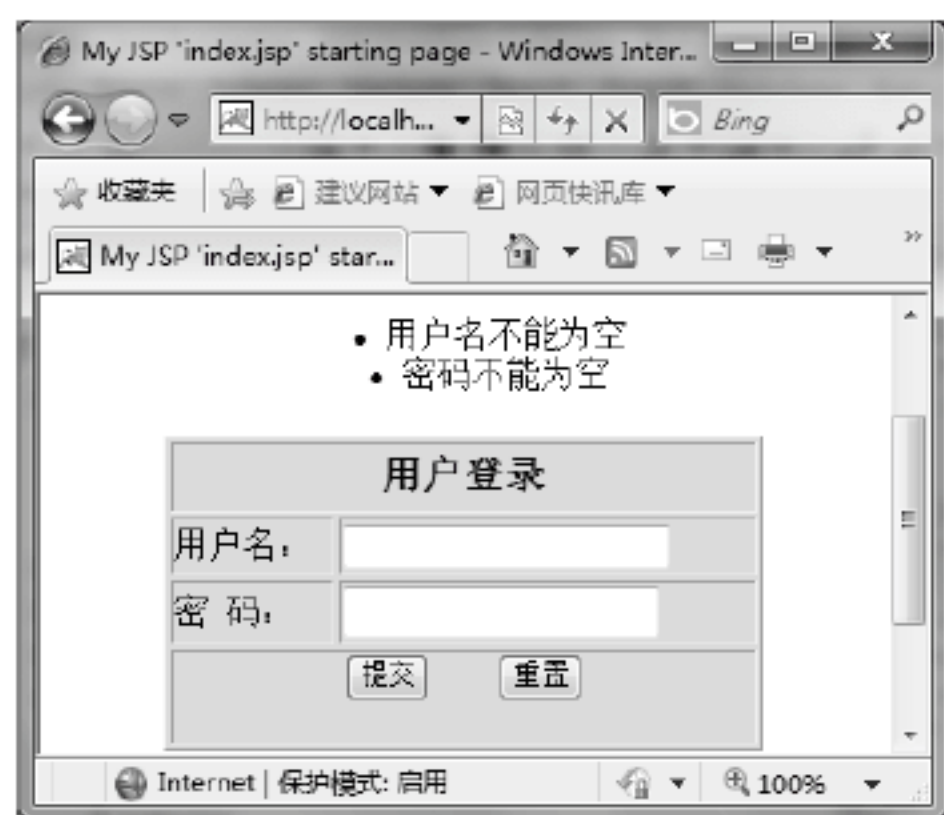 My JSP 'index.jsp' starting page - Windows Inter...
http://localh... Bing
收藏夹 建议网站 网页快讯库
My JSP 'index.jsp' star...
• 用户名不能为空
• 密码不能为空
用户登录
用户名：
密 码：
提交 重置
Internet | 保护模式: 启用 100%